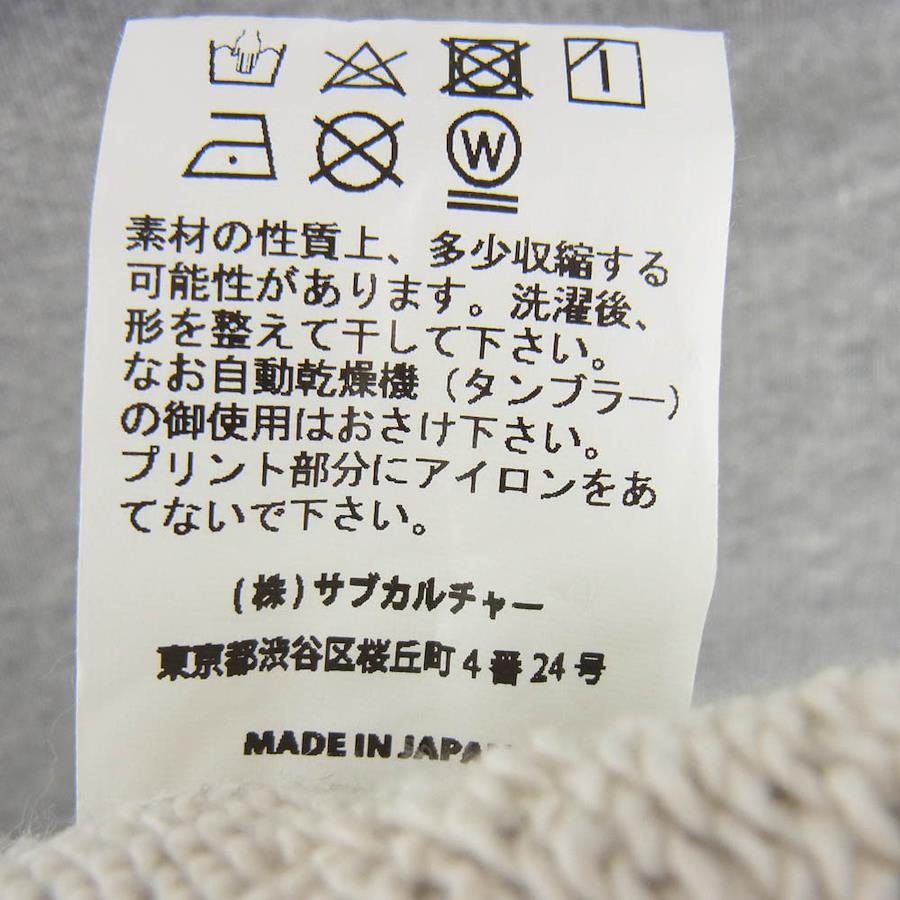 W
素材の性質上、多少収縮する
可能性があります。洗濯後、
形を整えて干して下さい。
なお自動乾燥機（タンブラー）
の御使用はおさけ下さい。
プリント部分にアイロンをあ
てないで下さい。
(株)サブカルチャー
東京都渋谷区桜丘町4番24号
MADE IN JAPAN